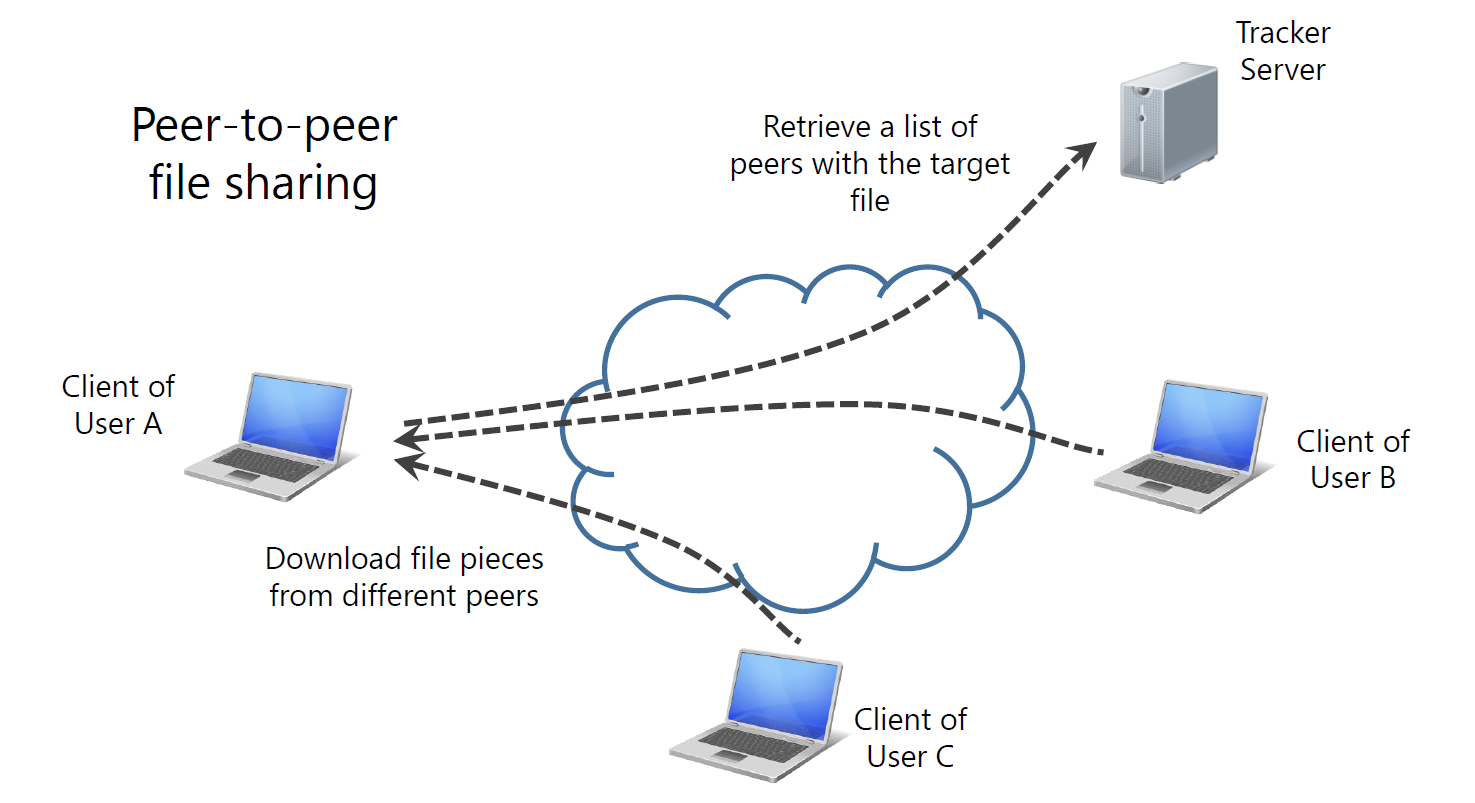 Tracker
Server
Peer-to-peer
file sharing
Retrieve a list of
peers with the target
file
Client of
User A
Client of
User B
Download file pieces
from different peers
Client of
User C